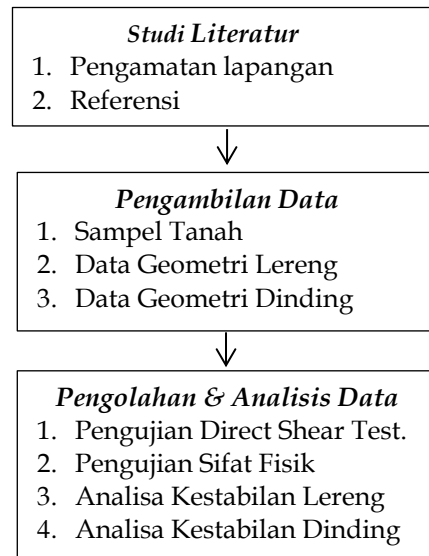 Studi Literatur
1. Pengamatan lapangan
2. Referensi
Pengambilan Data
1. Sampel Tanah
2. Data Geometri Lereng
3. Data Geometri Dinding
Pengolahan & Analisis Data
1. Pengujian Direct Shear Test.
2. Pengujian Sifat Fisik
3. Analisa Kestabilan Lereng
4. Analisa Kestabilan Dinding